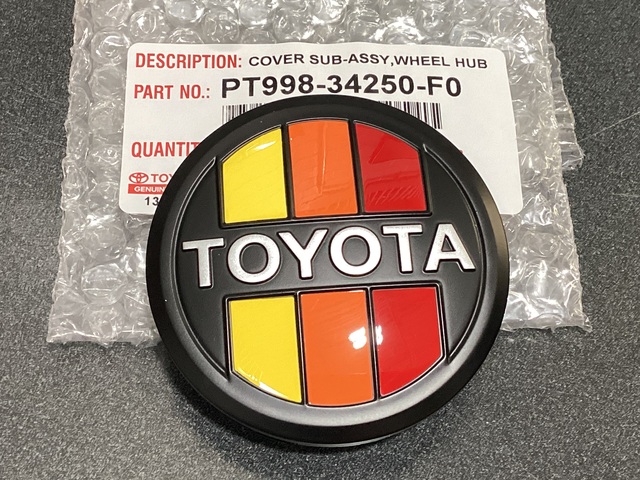 DESCRIPTION: COVER SUB-ASSY,WHEEL HUB
PART NO.: PT998-34250-F0
TOYOTA